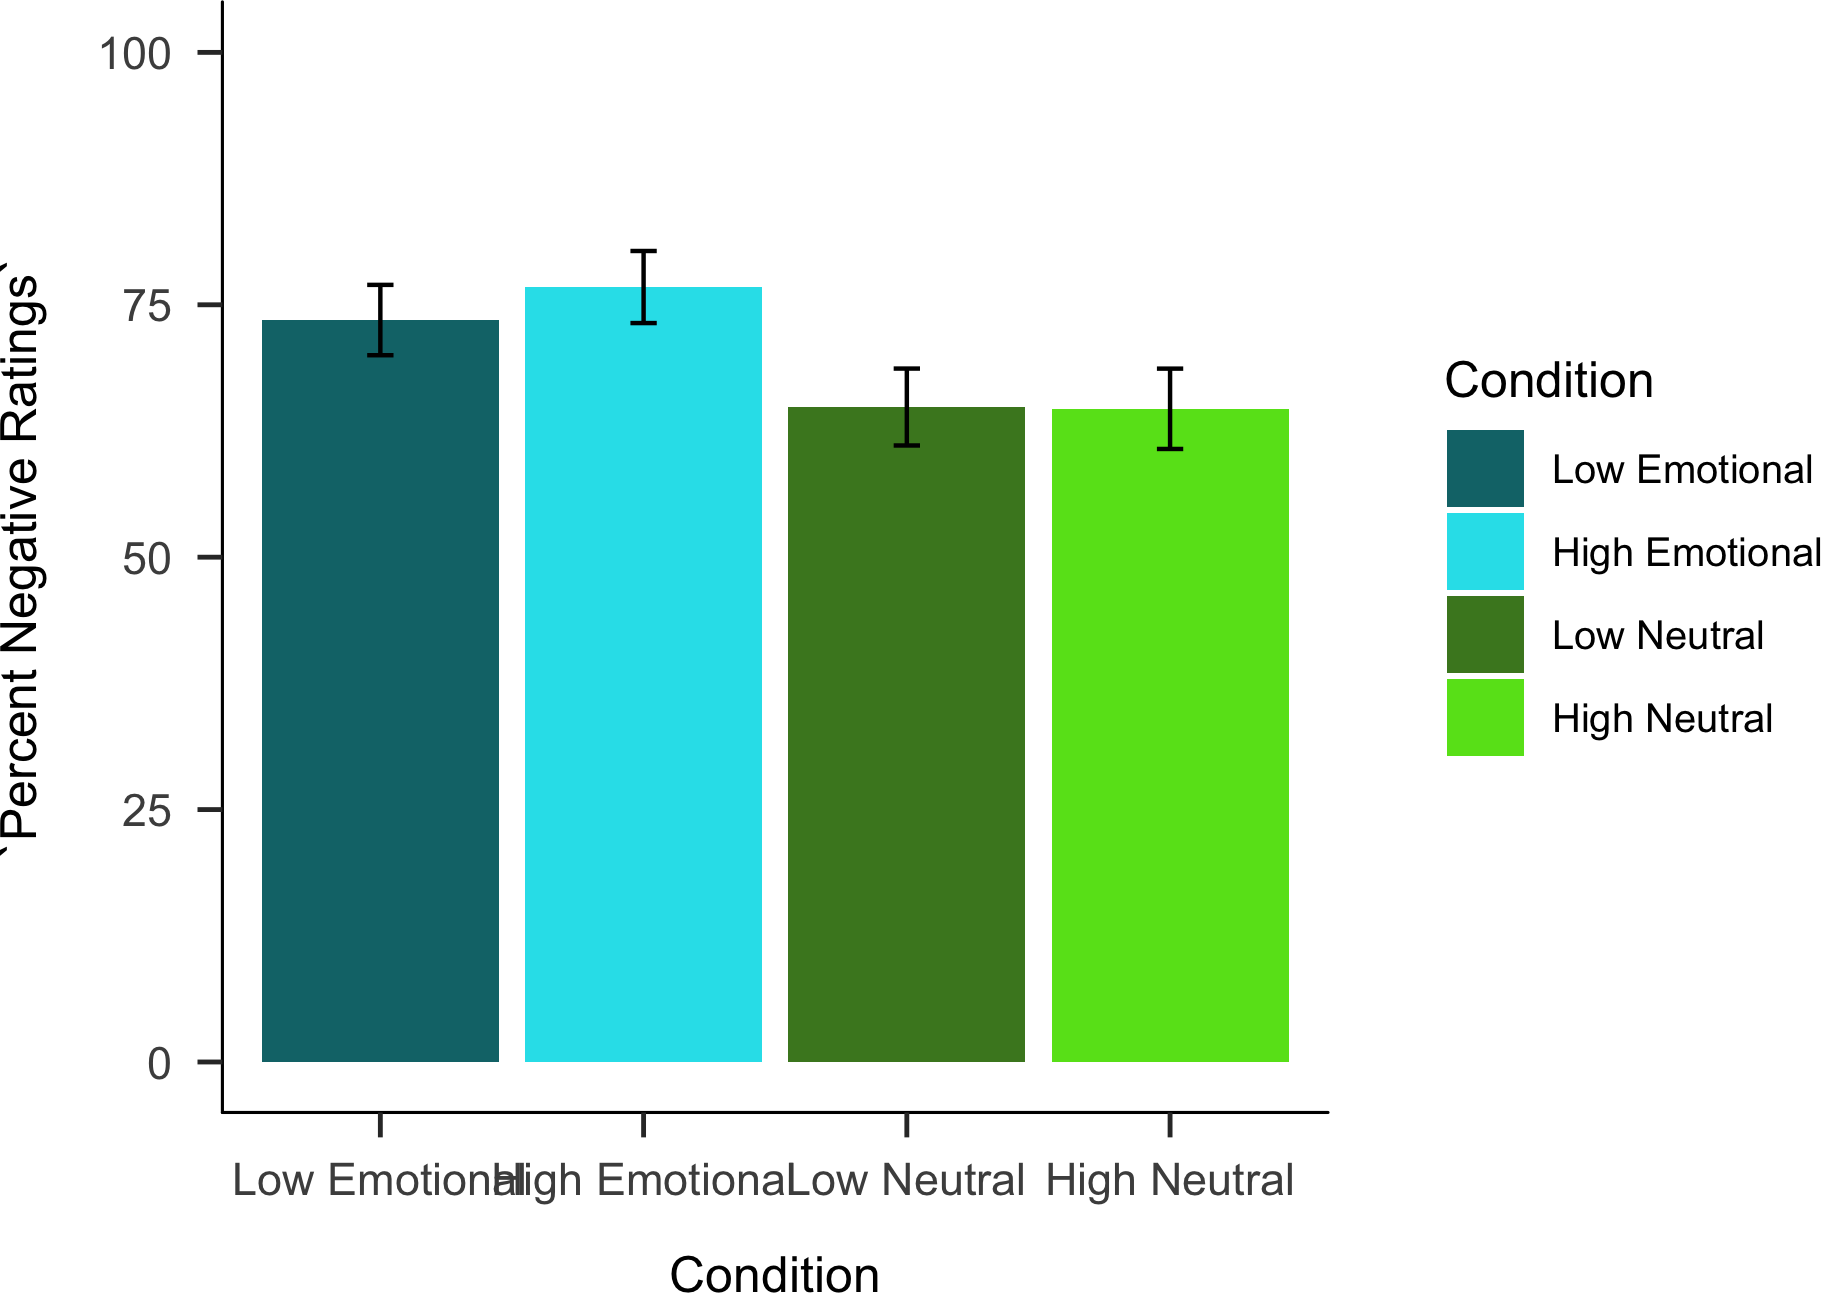 `Percent Negative Ratings`
100
75
50
25
0
Low Emotional
High Emotional
Low Neutral
High Neutral
Condition
Condition
Low Emotional
High Emotional
Low Neutral
High Neutral